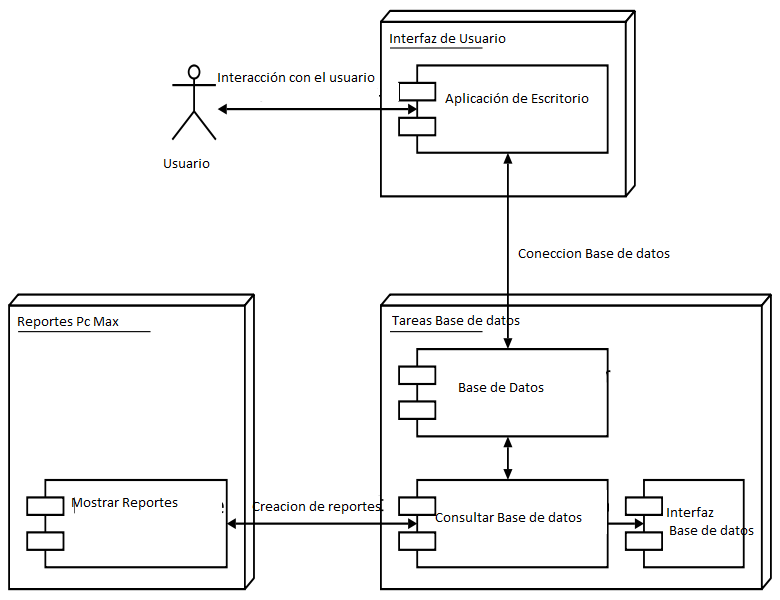 Interfaz de Usuario
Interacción con el usuario
Aplicación de Escritorio
Usuario
Coneccion Base de datos
Reportes Pc Max
Tareas Base de datos
Base de Datos
Mostrar Reportes
Creacion de reportes.
Consultar Base de datos
Interfaz
Base de datos